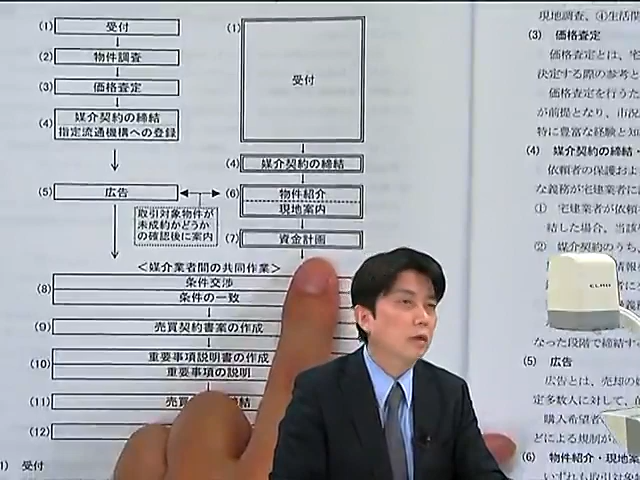 (1) 受付
(2) 物件調査
(3) 価格査定
(4) 媒介契約の締結
指定流通機構への登録
(5) 広告
取引対象物件が
未成約かどうか
の確認後に案内
(1) 受付
(4) 媒介契約の締結
(6) 物件紹介
現地案内
(7) 資金計画
<媒介業者間の共同作業>
(8) 条件交渉
条件の一致
(9) 売買契約書案の作成
(10) 重要事項説明書の作成
重要事項の説明
(11) 売買
結
(12)
1) 受付
現地調査、④生活関
(3) 価格査定
価格査定とは、宅
決定する際の参考と
価格査定を行うた
が前提となり、市況
特に豊富な経験と知
(4) 媒介契約の締結・
依頼者の保護およ
な義務が宅建業者に
① 宅建業者が依頼
結した場合、当該
② 媒介契約のうち、
ELMO
なった段階で締結す
(5) 広告
広告とは、売却の
定多数人に対して、
購入希望者
どによる規制が
(6) 物件紹介・現地案
いずれも取引対象